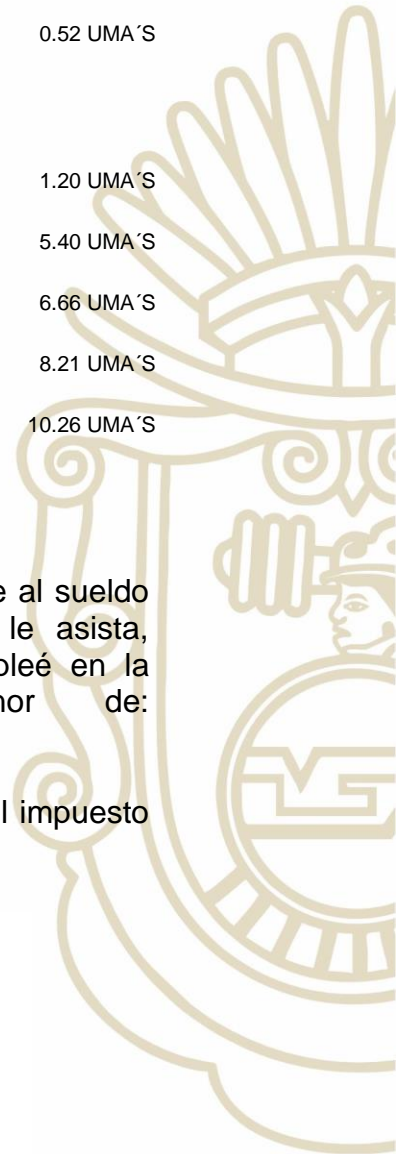 0.52 UMA´S
1.20 UMA´S
5.40 UMA´S
6.66 UMA´S
8.21 UMA´S
10.26 UMA´S
e al sueldo
le asista,
oleé en la
nor de:
l impuesto